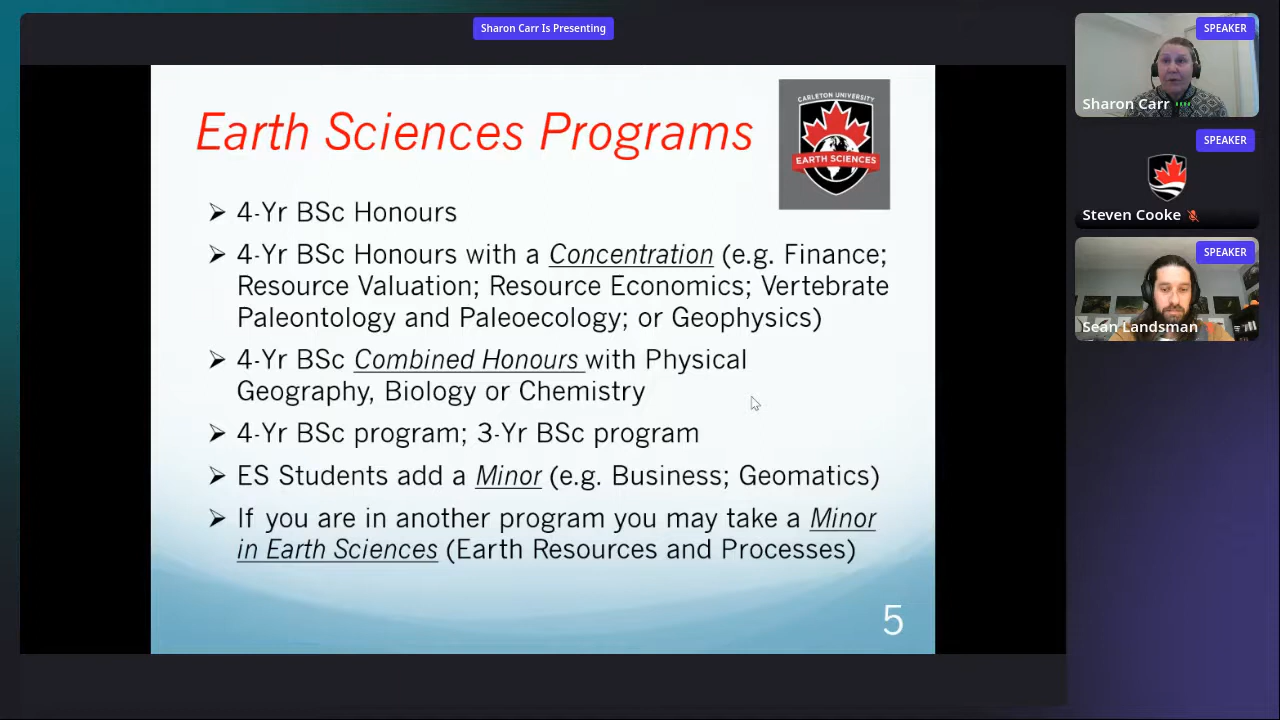 Sharon Carr Is Presenting
Earth Sciences Programs
CARLETON UNIVERSITY
EARTH SCIENCES
➢ 4-Yr BSc Honours
➢ 4-Yr BSc Honours with a Concentration (e.g. Finance;
Resource Valuation; Resource Economics; Vertebrate
Paleontology and Paleoecology; or Geophysics)
➢ 4-Yr BSc Combined Honours with Physical
Geography, Biology or Chemistry
➢ 4-Yr BSc program; 3-Yr BSc program
➢ ES Students add a Minor (e.g. Business; Geomatics)
➢ If you are in another program you may take a Minor
in Earth Sciences (Earth Resources and Processes)
5
SPEAKER
Sharon Carr
SPEAKER
Steven Cooke
SPEAKER
Sean Landsman